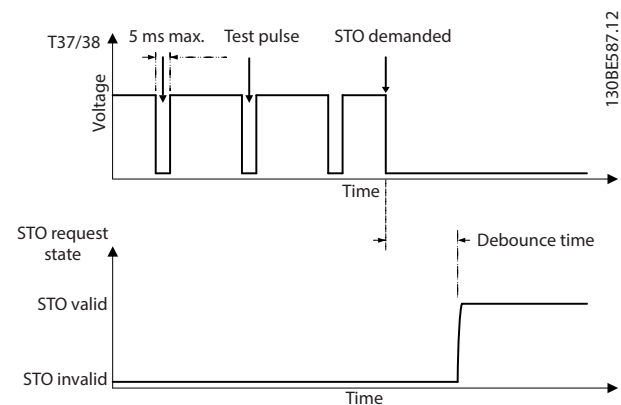 T37/38
5 ms max.
Test pulse
STO demanded
130BE587.12
Voltage
Time
STO request
state
Debounce time
STO valid
STO invalid
Time